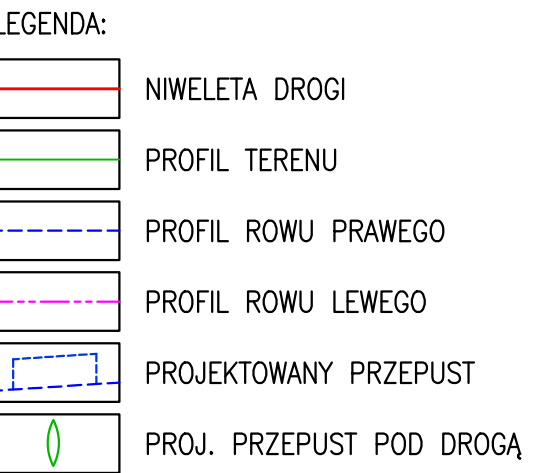 LEGENDA:
NIWELETA DROGI
PROFIL TERENU
PROFIL ROWU PRAWEGO
PROFIL ROWU LEWEGO
PROJEKTOWANY PRZEPUST
PROJ. PRZEPUST POD DROGĄ